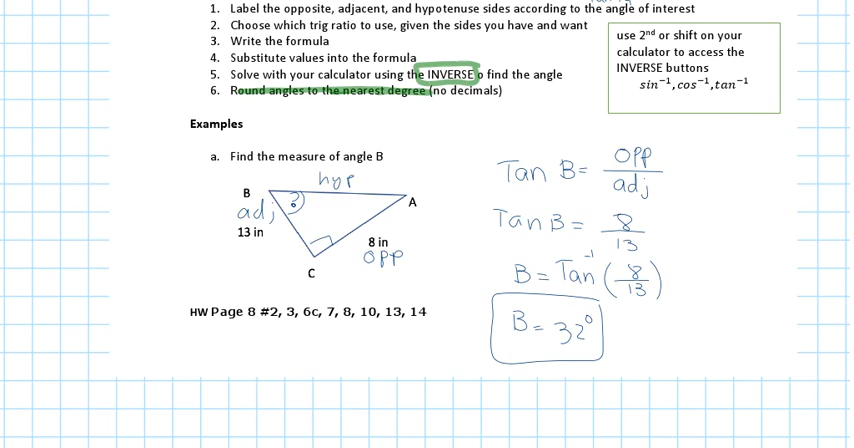 1. Label the opposite, adjacent, and hypotenuse sides according to the angle of interest
2. Choose which trig ratio to use, given the sides you have and want
3. Write the formula
4. Substitute values into the formula
5. Solve with your calculator using the INVERSE o find the angle
6. Round angles to the nearest degree (no decimals)
use 2nd or shift on your
calculator to access the
INVERSE buttons
sin⁻¹, cos⁻¹, tan⁻¹
Examples
a. Find the measure of angle B
hyp
B
A
adj
?
13 in
8 in
opp
C
Tan B = opp/adj
Tan B = 8/13
B = Tan⁻¹(8/13)
B = 32°
HW Page 8 #2, 3, 6c, 7, 8, 10, 13, 14